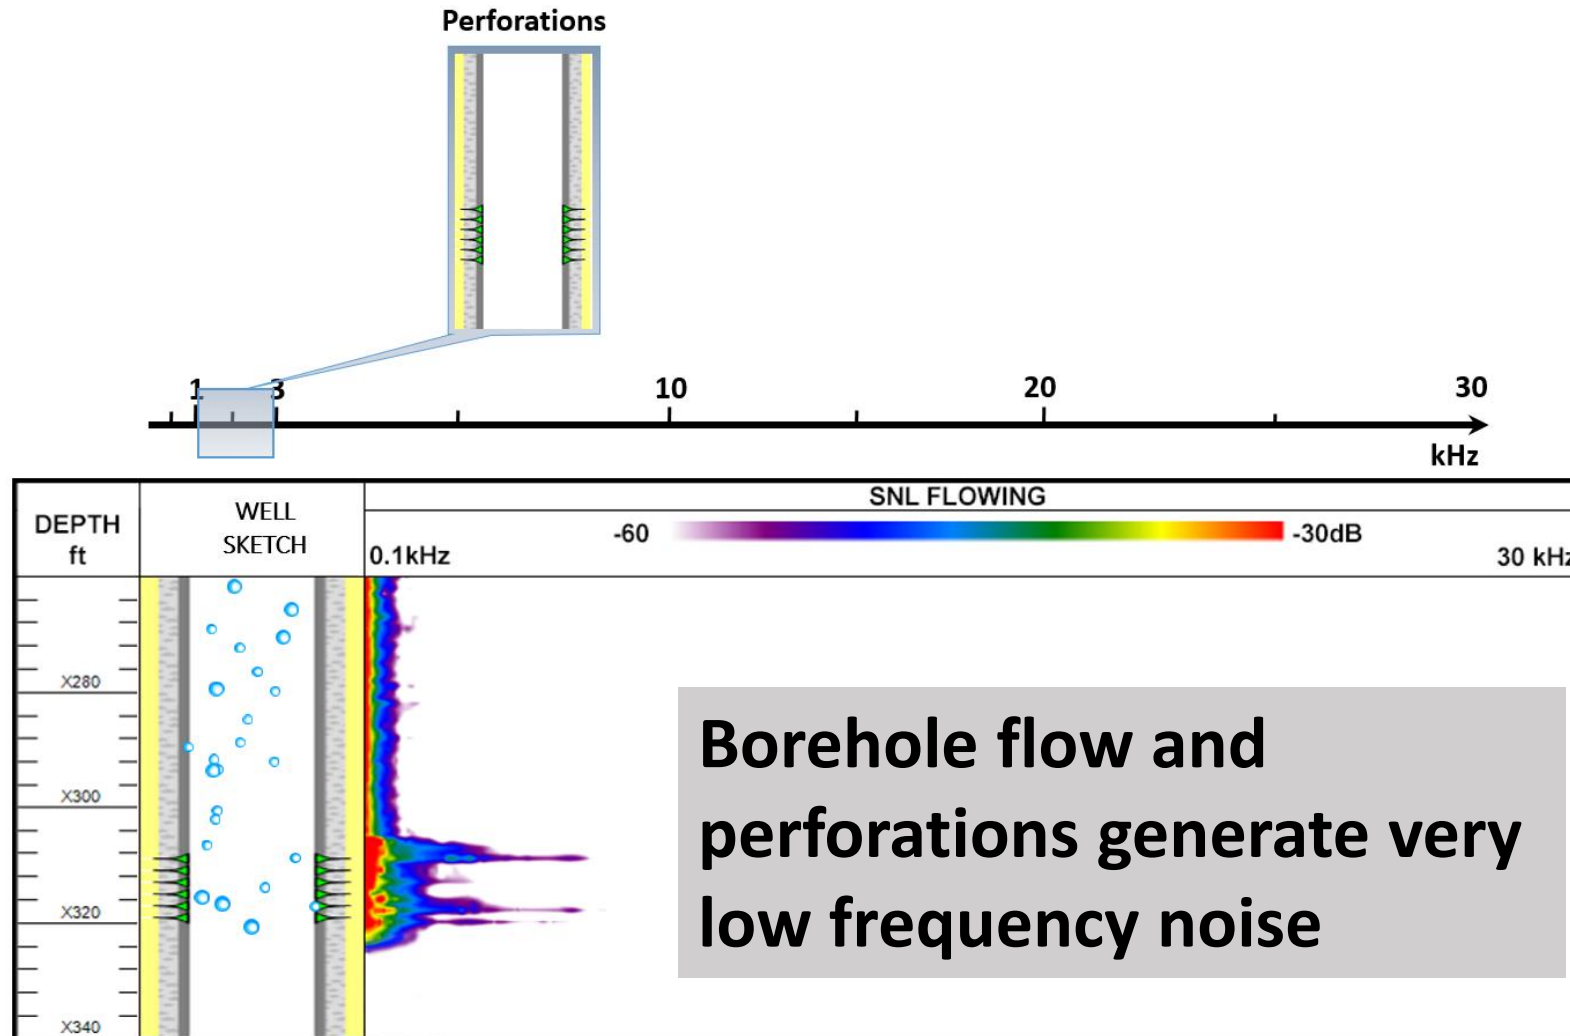 Perforations
1 3 10 20 30
kHz
SNL FLOWING
DEPTH
ft
WELL
SKETCH
-60 -30dB
0.1kHz 30 kHz
X280
X300
X320
X340
Borehole flow and
perforations generate very
low frequency noise